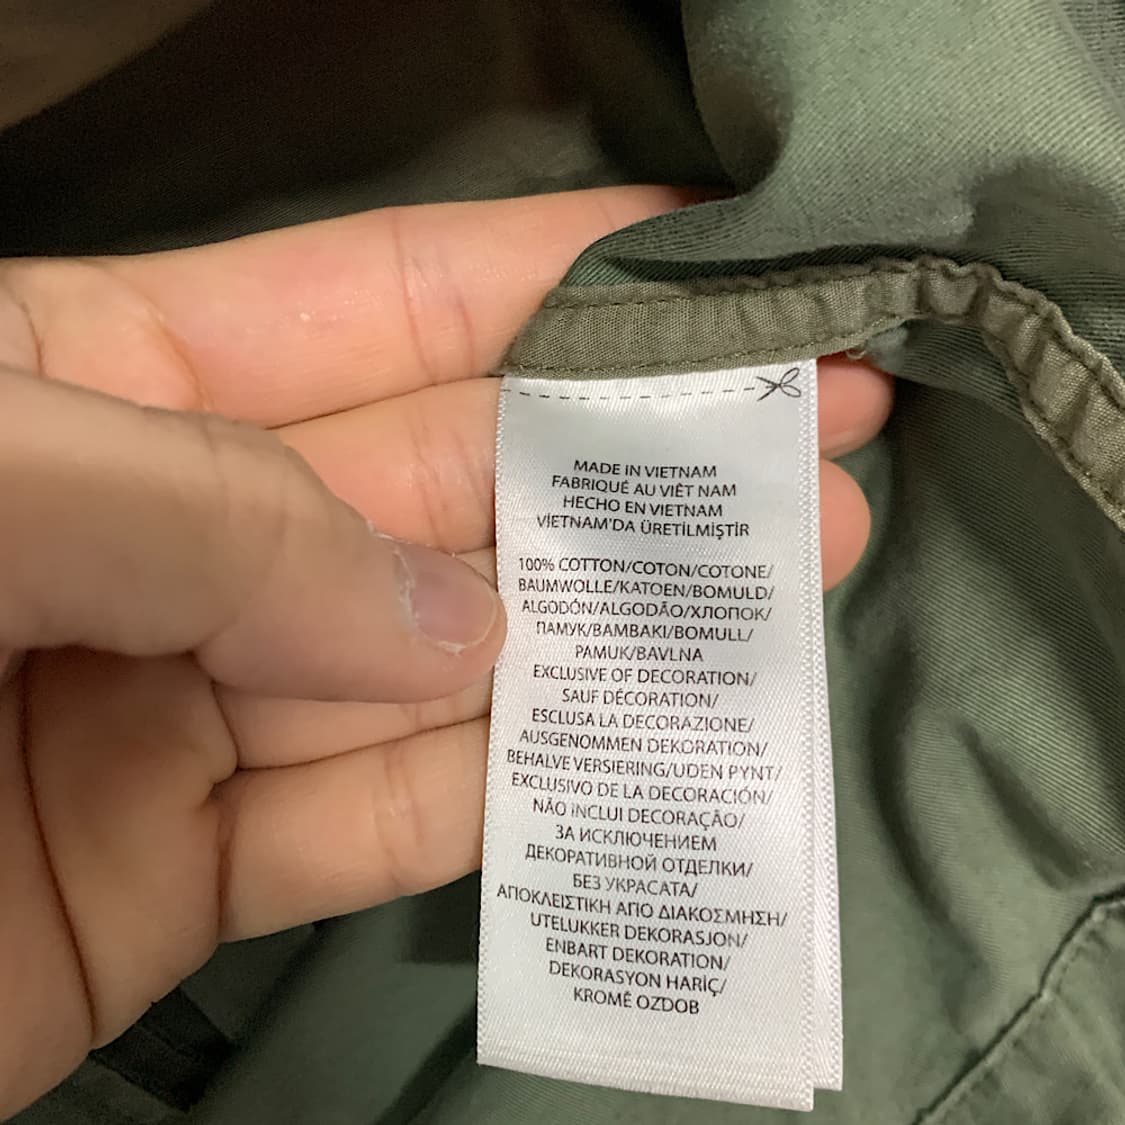 MADE IN VIETNAM
FABRIQUÉ AU VIÊT NAM
HECHO EN VIETNAM
VİETNAM'DA ÜRETİLMİŞTİR
100% COTTON/COTON/COTONE/
BAUMWOLLE/KATOEN/BOMULD/
ALGODÓN/ALGODÃO/ХЛОПОК/
ПАМУК/ΒΑΜΒΑΚΙ/BOMULL/
PAMUK/BAVLNA
EXCLUSIVE OF DECORATION/
SAUF DÉCORATION/
ESCLUSA LA DECORAZIONE/
AUSGENOMMEN DEKORATION/
BEHALVE VERSIERING/UDEN PYNT/
EXCLUSIVO DE LA DECORACIÓN/
NÃO INCLUI DECORAÇÃO/
ЗА ИСКЛЮЧЕНИЕМ
ДЕКОРАТИВНОЙ ОТДЕЛКИ/
БЕЗ УКРАСАТА/
ΑΠΟΚΛΕΙΣΤΙΚΗ ΑΠΟ ΔΙΑΚΟΣΜΗΣΗ/
UTELUKKER DEKORASJON/
ENBART DEKORATION/
DEKORASYON HARİÇ/
KROMĚ OZDOB